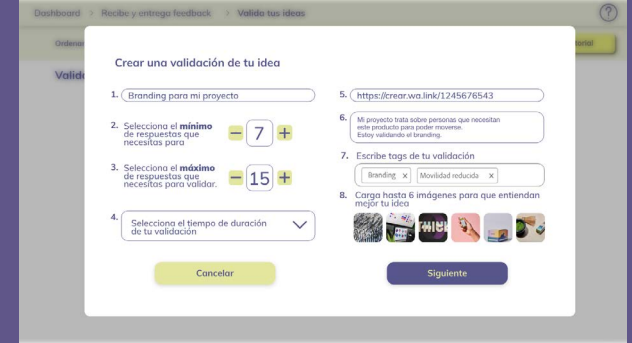 Dashboard > Recibe y entrega feedback > Valida tus ideas
?
Crear una validación de tu idea
1. Branding para mi proyecto
2. Selecciona el mínimo
de respuestas que
necesitas para
− 7 +
3. Selecciona el máximo
de respuestas que
necesitas para validar.
− 15 +
4. Selecciona el tiempo de duración
de tu validación
5. https://crear.wa.link/1245676543
6. Mi proyecto trata sobre personas que necesitan
este producto para poder moverse.
Estoy validando el branding.
7. Escribe tags de tu validación
Branding x Movilidad reducida x
8. Carga hasta 6 imágenes para que entiendan
mejor tu idea
Cancelar
Siguiente